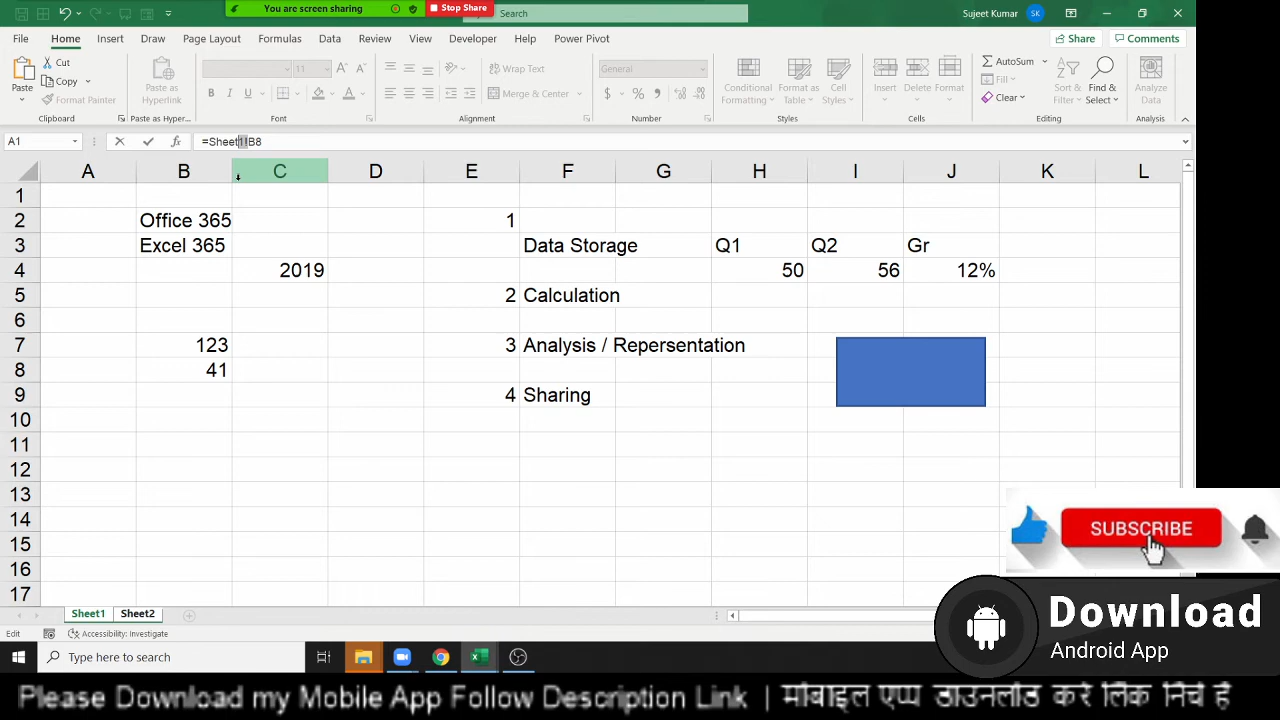 You are screen sharing
Stop Share
Search
Sujeet Kumar
SK
File Home Insert Draw Page Layout Formulas Data Review View Developer Help Power Pivot
Share
Comments
Paste
Cut
Copy
Format Painter
Clipboard
Paste as Hyperlink
Paste as Hyper...
11
B I U
Font
Wrap Text
Merge & Center
Alignment
General
$ %
Number
Conditional Formatting
Format as Table
Cell Styles
Styles
Insert
Delete
Format
Cells
AutoSum
Fill
Clear
Sort & Filter
Find & Select
Editing
Analyze Data
Analysis
A1
fx
=Sheet1!B8
A B C D E F G H I J K L
1
2 Office 365 1
3 Excel 365 Data Storage Q1 Q2 Gr
4 2019 50 56 12%
5 2 Calculation
6
7 123 3 Analysis / Repersentation
8 41
9 4 Sharing
10
11
12
13
14
15
16
17
SUBSCRIBE
Sheet1 Sheet2
Download
Android App
Edit
Accessibility: Investigate
Type here to search
Please Download my Mobile App Follow Description Link | मोबाइल एप्प डाउनलोड करे लिंक निचे है